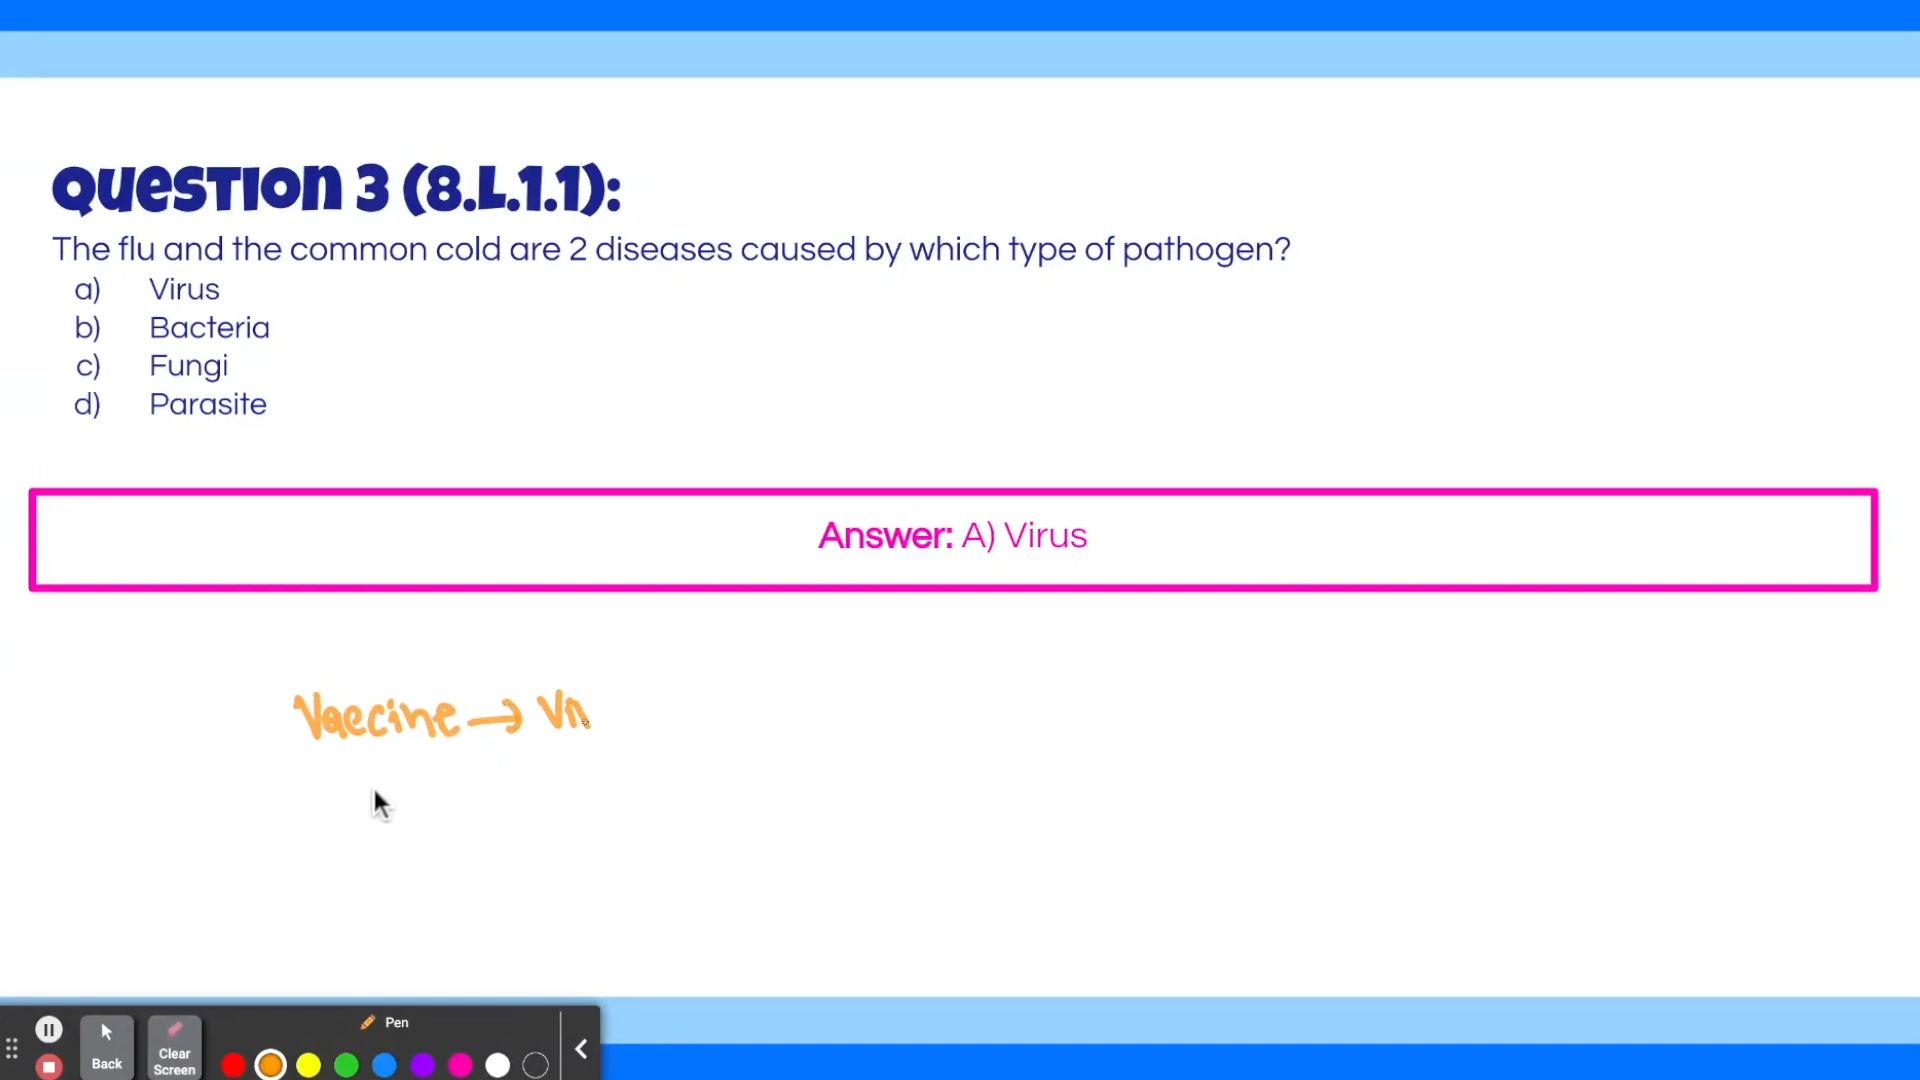 Question 3 (8.L.1.1):
The flu and the common cold are 2 diseases caused by which type of pathogen?
a) Virus
b) Bacteria
c) Fungi
d) Parasite
Answer: A) Virus
Vaccine →
Pen
Back
Clear
Screen